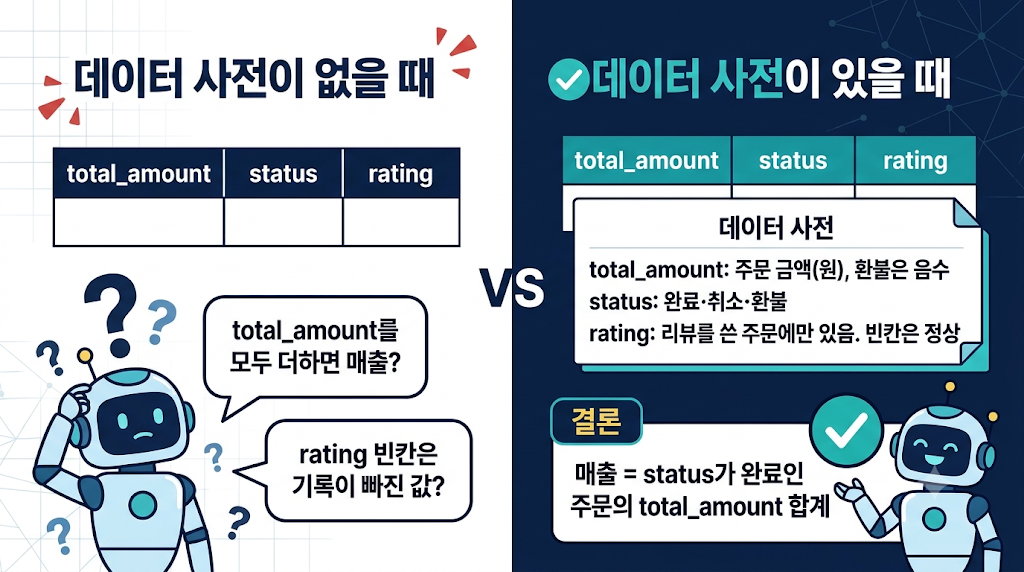 데이터 사전이 없을 때
total_amount status rating
?
?
?
total_amount를
모두 더하면 매출?
rating 빈칸은
기록이 빠진 값?
?
?
?
VS
데이터 사전이 있을 때
total_amount status rating
데이터 사전
total_amount: 주문 금액(원), 환불은 음수
status: 완료·취소·환불
rating: 리뷰를 쓴 주문에만 있음. 빈칸은 정상
결론
매출 = status가 완료인
주문의 total_amount 합계